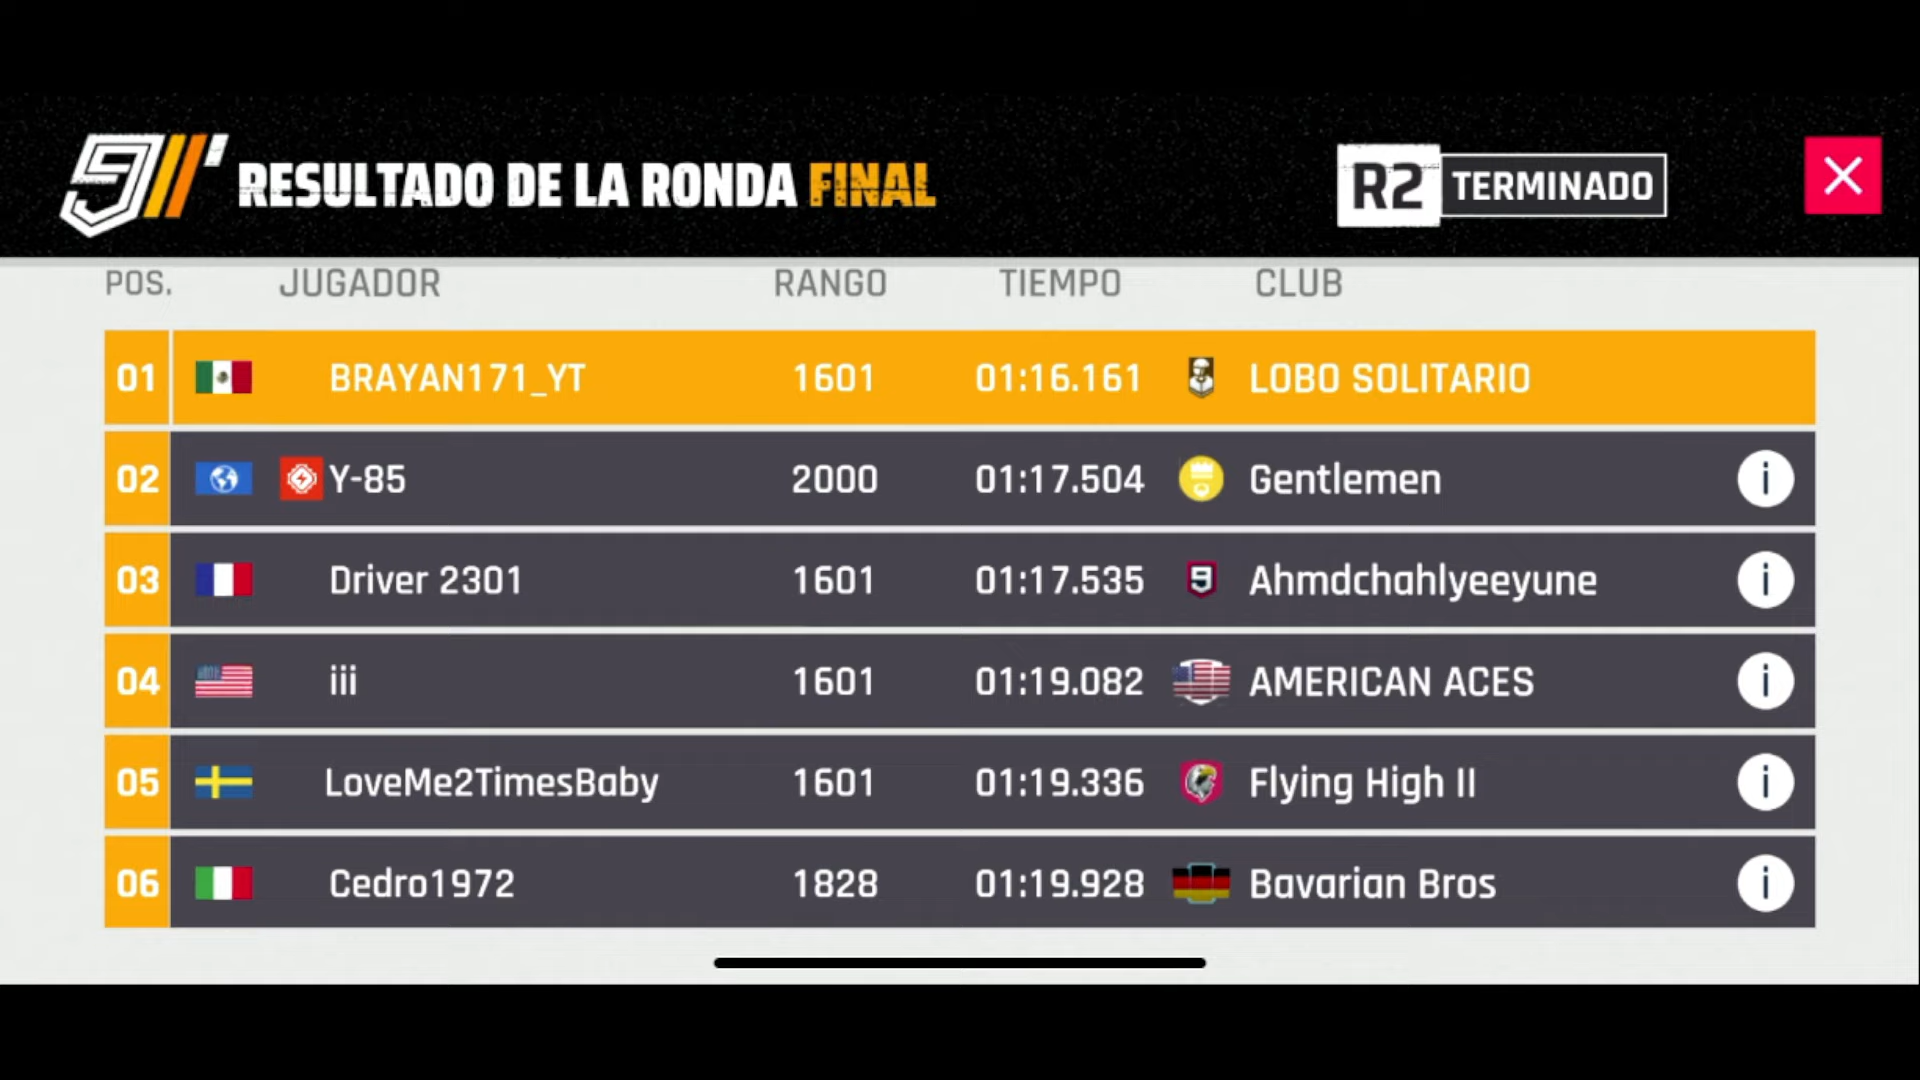 9
RESULTADO DE LA RONDA FINAL
R2 TERMINADO
POS. JUGADOR RANGO TIEMPO CLUB
01 BRAYAN171_YT 1601 01:16.161 LOBO SOLITARIO
02 Y-85 2000 01:17.504 Gentlemen i
03 Driver 2301 1601 01:17.535 9 Ahmdchahlyeeyune i
04 iii 1601 01:19.082 AMERICAN ACES i
05 LoveMe2TimesBaby 1601 01:19.336 Flying High II i
06 Cedro1972 1828 01:19.928 Bavarian Bros i